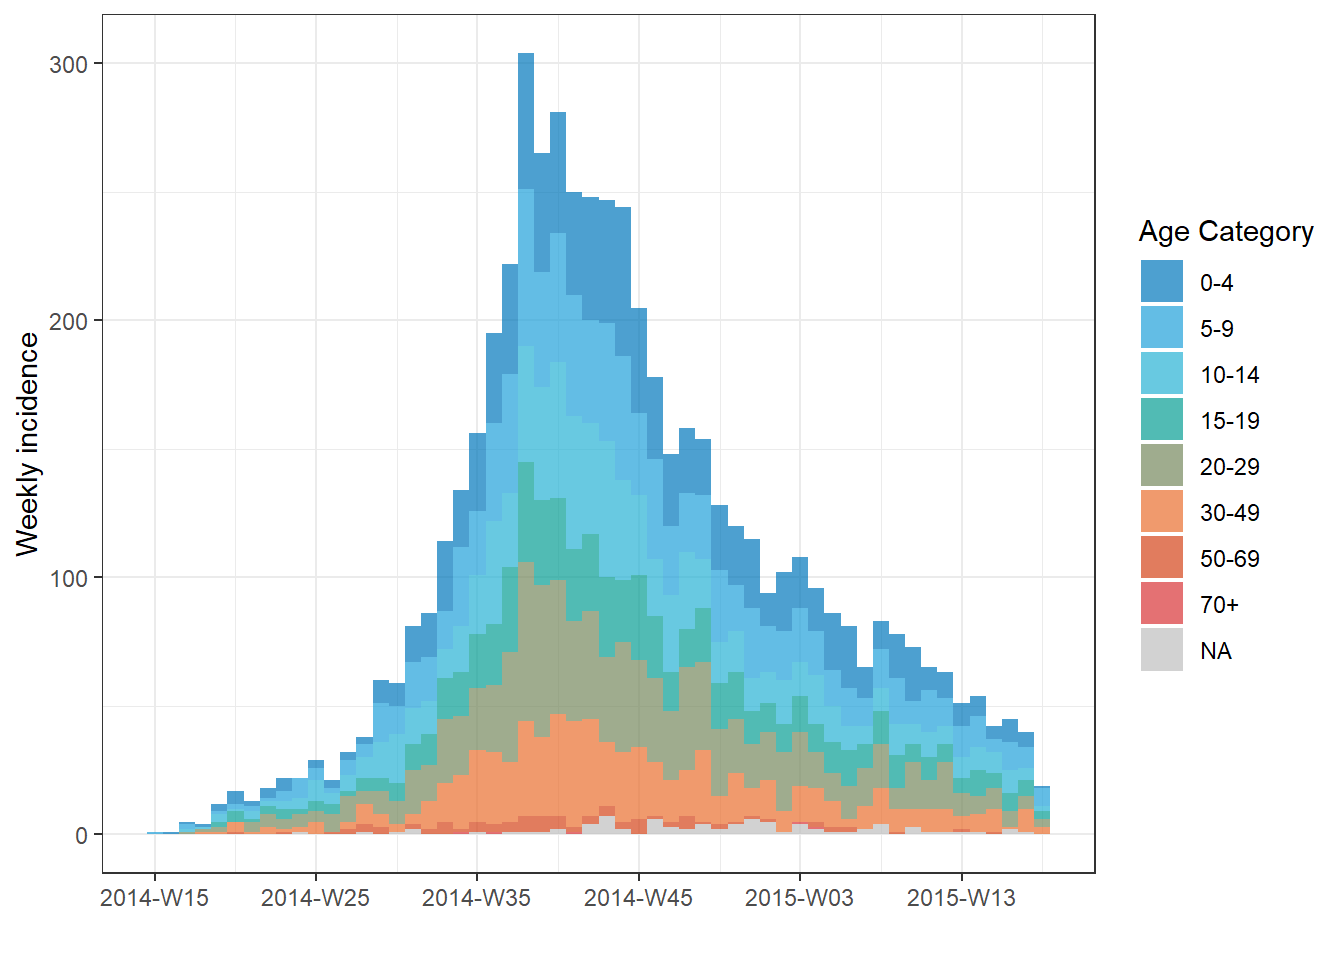 Weekly incidence
300
200
100
0
2014-W15
2014-W25
2014-W35
2014-W45
2015-W03
2015-W13
Age Category
0-4
5-9
10-14
15-19
20-29
30-49
50-69
70+
NA